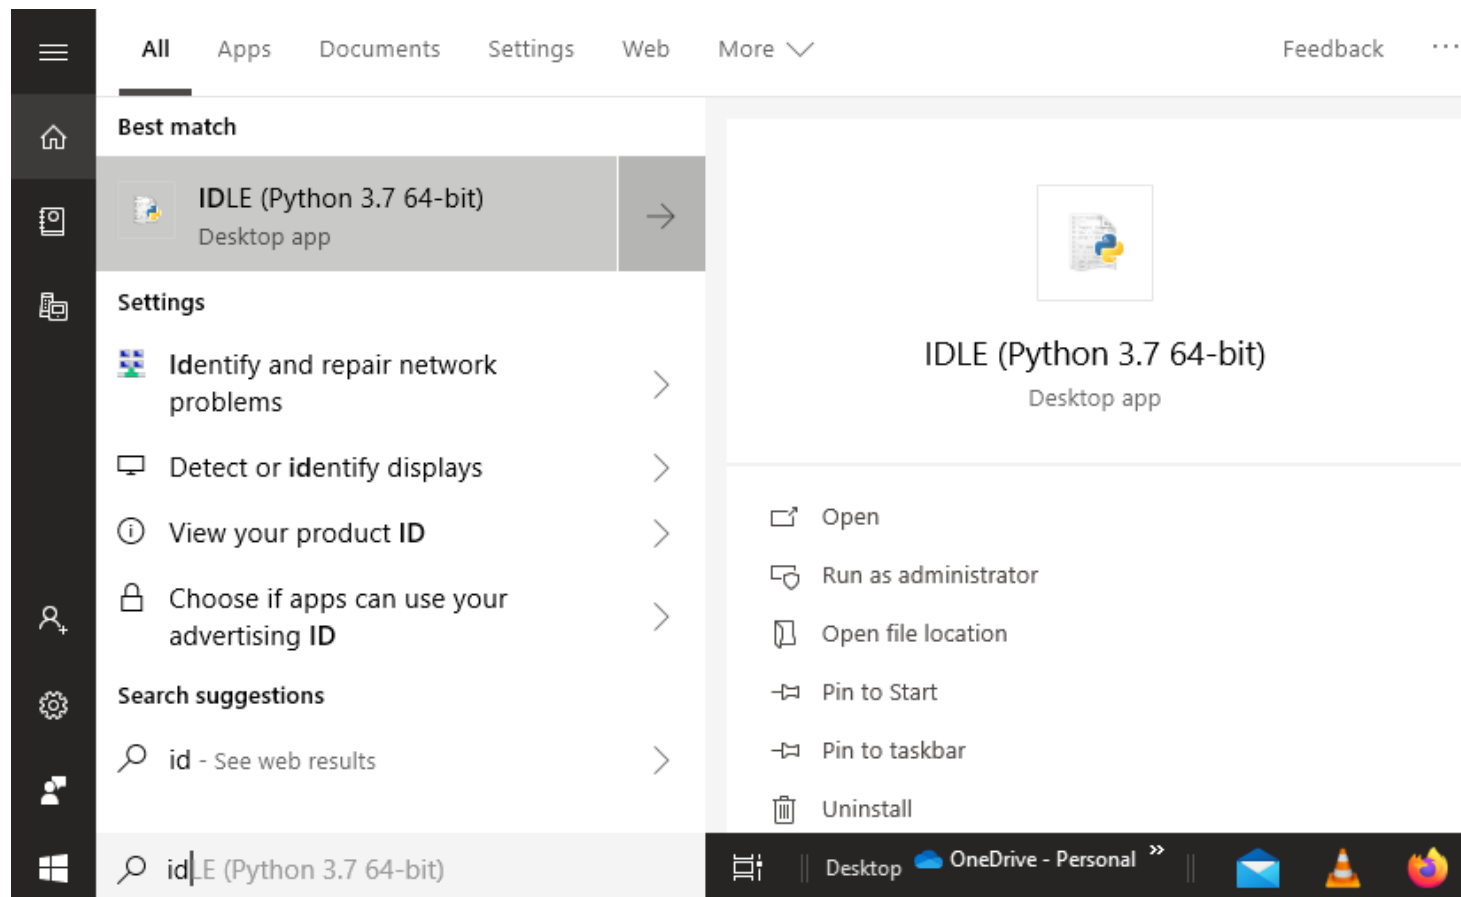 All Apps Documents Settings Web More Feedback ...
Best match
IDLE (Python 3.7 64-bit)
Desktop app
Settings
Identify and repair network
problems
Detect or identify displays
View your product ID
Choose if apps can use your
advertising ID
Search suggestions
id - See web results
idLE (Python 3.7 64-bit)
IDLE (Python 3.7 64-bit)
Desktop app
Open
Run as administrator
Open file location
Pin to Start
Pin to taskbar
Uninstall
Desktop OneDrive - Personal »